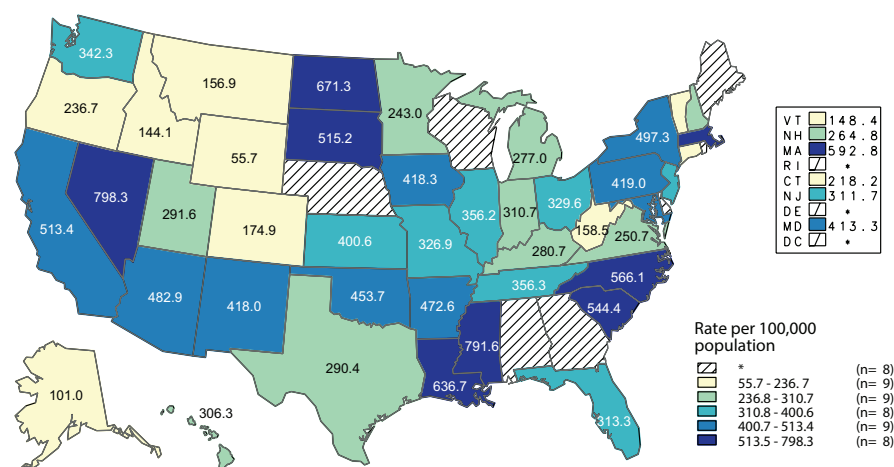 342.3
156.9
671.3
243.0
236.7
144.1
515.2
497.3
55.7
277.0
418.3
419.0
798.3
291.6
356.2
310.7
329.6
513.4
174.9
400.6
326.9
158.5
250.7
280.7
482.9
418.0
453.7
472.6
356.3
566.1
544.4
791.6
290.4
636.7
101.0
306.3
313.3
VT 148.4
NH 264.8
MA 592.8
RI *
CT 218.2
NJ 311.7
DE *
MD 413.3
DC *
Rate per 100,000
population
* (n= 8)
55.7 - 236.7 (n= 9)
236.8 - 310.7 (n= 9)
310.8 - 400.6 (n= 8)
400.7 - 513.4 (n= 9)
513.5 - 798.3 (n= 8)